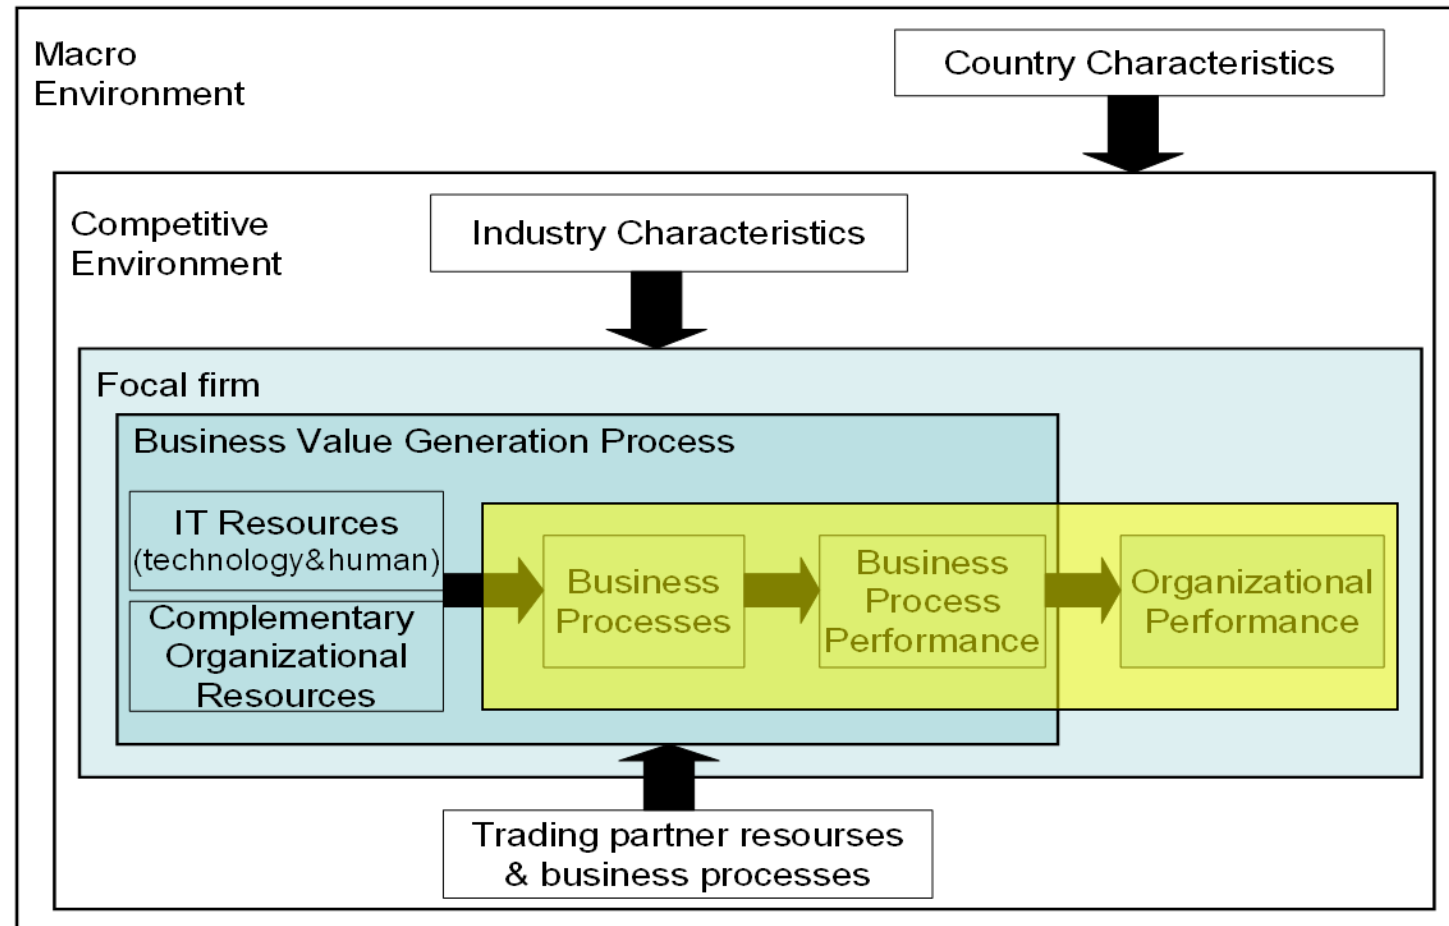 Macro
Environment
Country Characteristics
Competitive
Environment
Industry Characteristics
Focal firm
Business Value Generation Process
IT Resources
(technology&human)
Complementary
Organizational
Resources
Business
Processes
Business
Process
Performance
Organizational
Performance
Trading partner resourses
& business processes